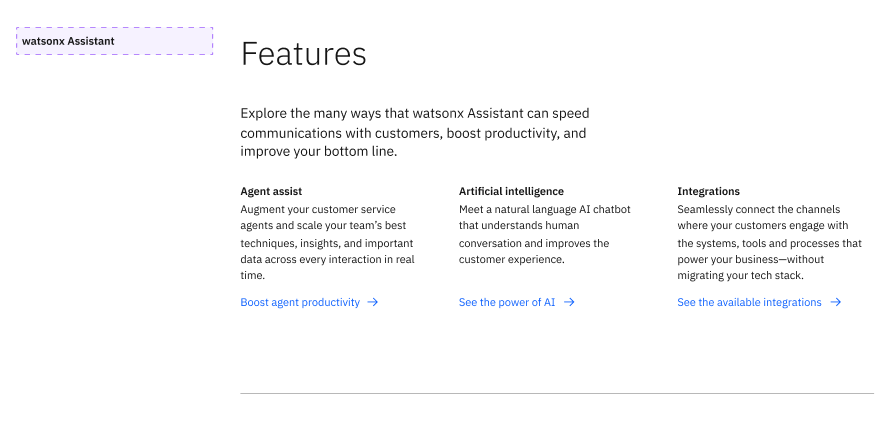 watsonx Assistant
Features
Explore the many ways that watsonx Assistant can speed
communications with customers, boost productivity, and
improve your bottom line.
Agent assist
Augment your customer service
agents and scale your team’s best
techniques, insights, and important
data across every interaction in real
time.
Boost agent productivity →
Artificial intelligence
Meet a natural language AI chatbot
that understands human
conversation and improves the
customer experience.
See the power of AI →
Integrations
Seamlessly connect the channels
where your customers engage with
the systems, tools and processes that
power your business—without
migrating your tech stack.
See the available integrations →